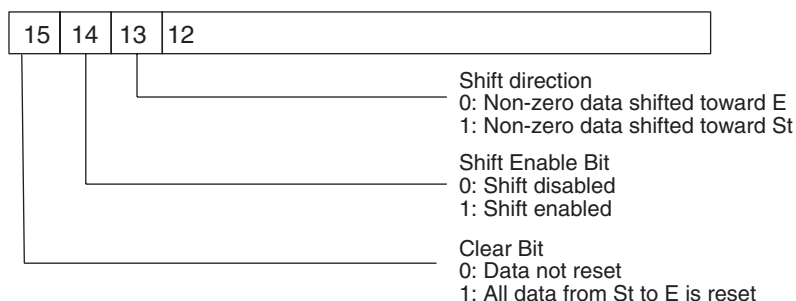 15 14 13 12
Shift direction
0: Non-zero data shifted toward E
1: Non-zero data shifted toward St
Shift Enable Bit
0: Shift disabled
1: Shift enabled
Clear Bit
0: Data not reset
1: All data from St to E is reset